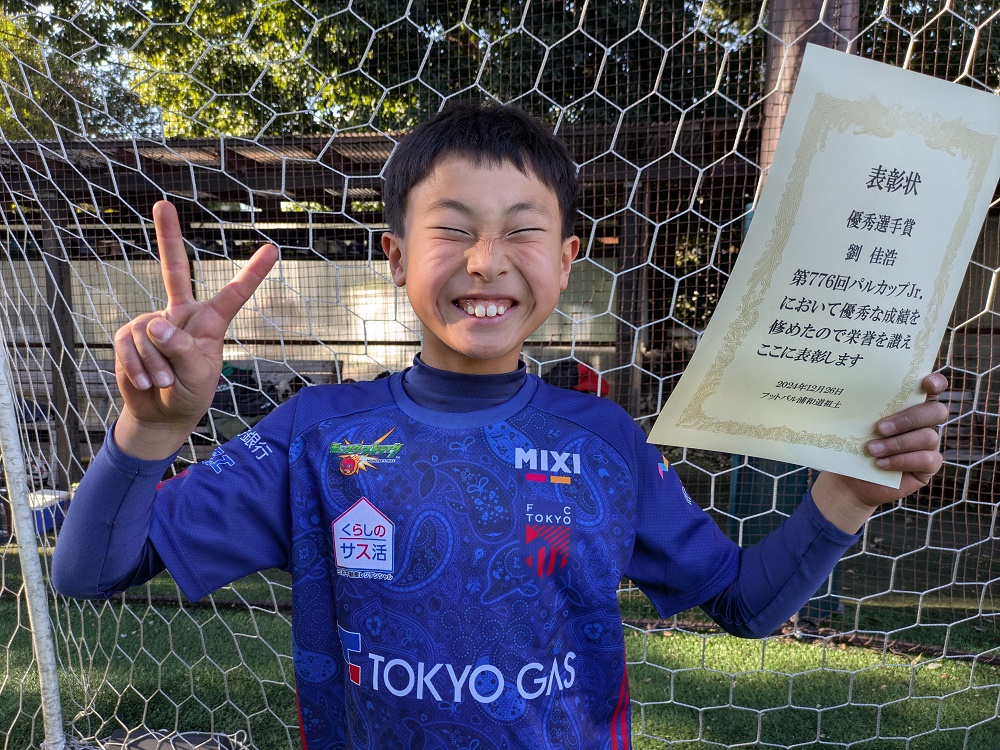 表彰状
優秀選手賞
劉 佳浩
第776回パルカップJr.
において優秀な成績を
修めたので栄誉を讃え
ここに表彰します
2024年12月26日
フットパル浦和道祖土
銀行
MIXI
F C
TOKYO
くらしの
サス活
TOKYO GAS